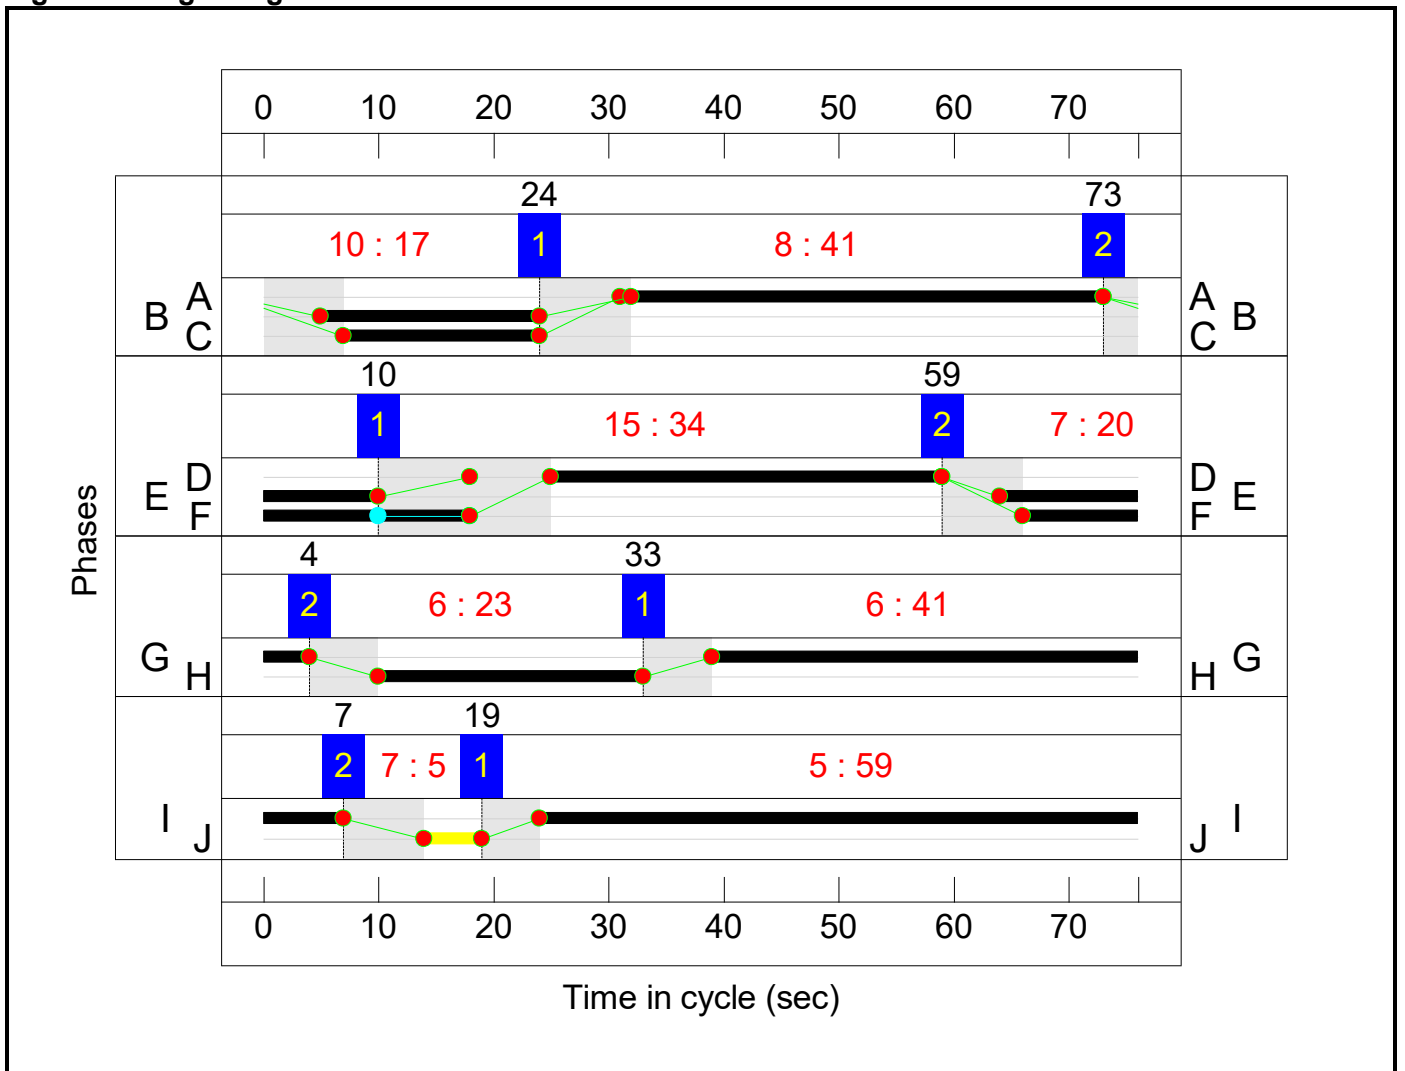 0 10 20 30 40 50 60 70
24 73
10 : 17 1 8 : 41 2
A A
B B
C C
10 59
1 15 : 34 2 7 : 20
D D
E E
F F
Phases
4 33
2 6 : 23 1 6 : 41
G G
H H
7 19
2 7 : 5 1 5 : 59
I I
J J
0 10 20 30 40 50 60 70
Time in cycle (sec)